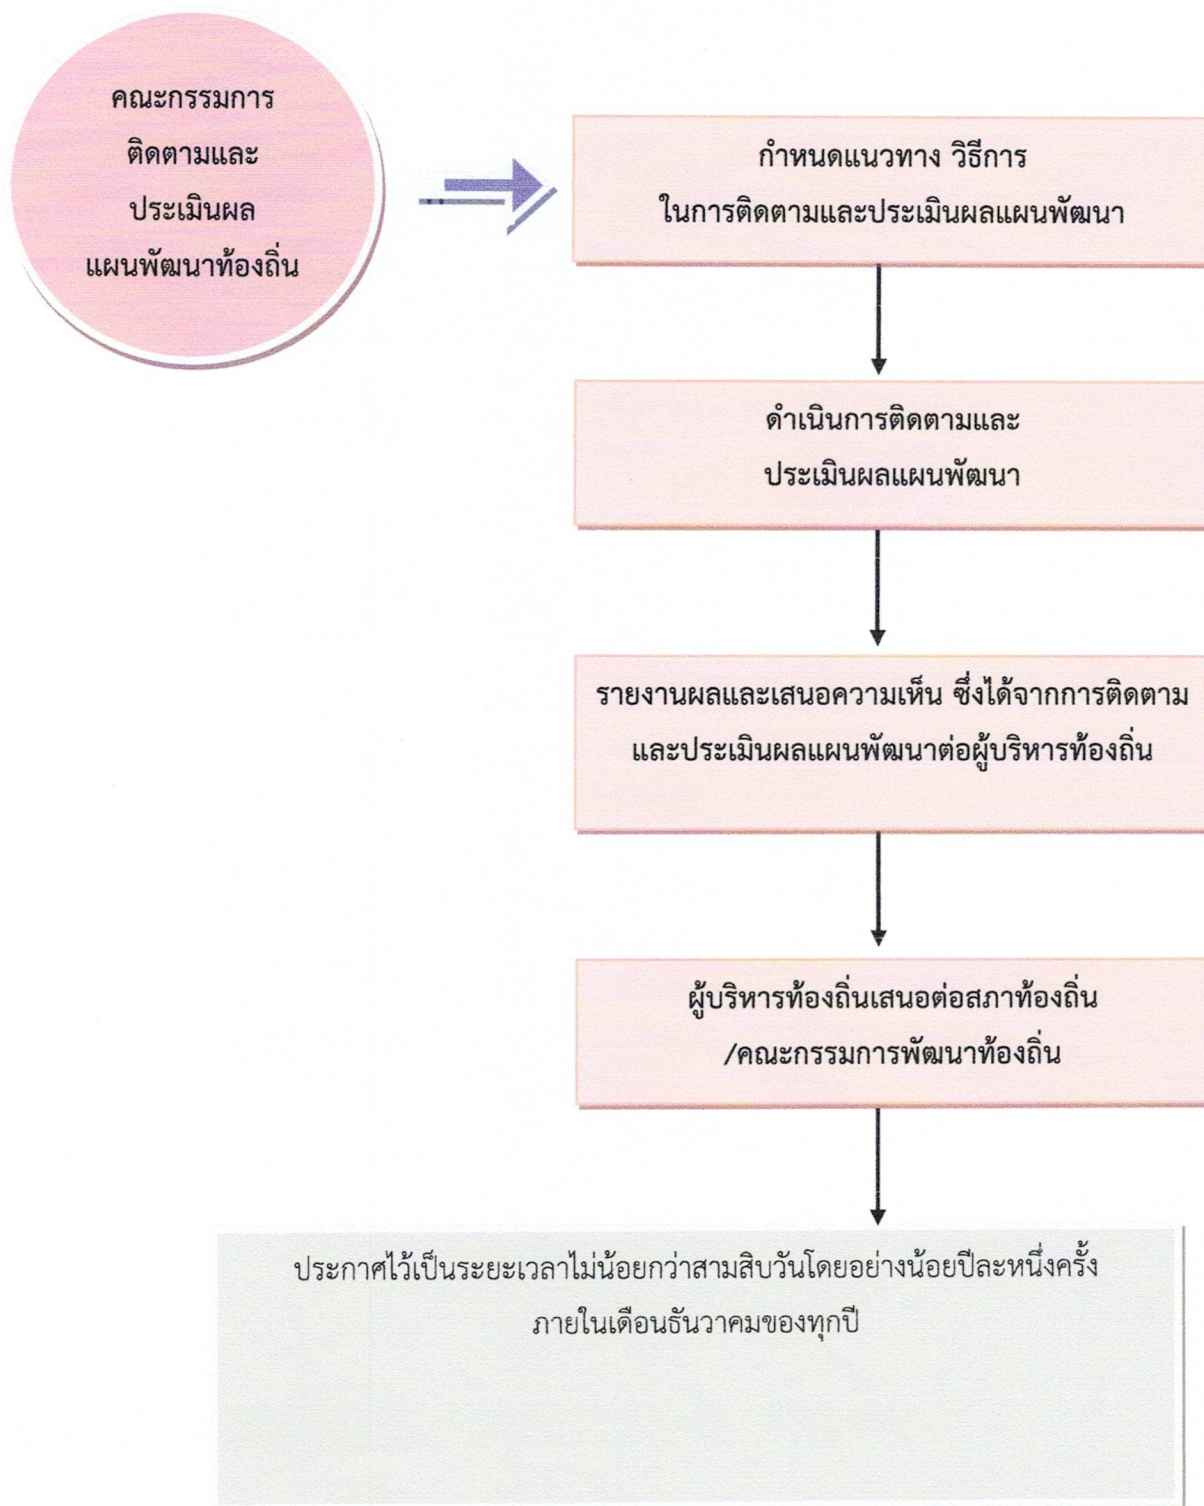 คณะกรรมการ
ติดตามและ
ประเมินผล
แผนพัฒนาท้องถิ่น
กำหนดแนวทาง วิธีการ
ในการติดตามและประเมินผลแผนพัฒนา
ดำเนินการติดตามและ
ประเมินผลแผนพัฒนา
รายงานผลและเสนอความเห็น ซึ่งได้จากการติดตาม
และประเมินผลแผนพัฒนาต่อผู้บริหารท้องถิ่น
ผู้บริหารท้องถิ่นเสนอต่อสภาท้องถิ่น
/คณะกรรมการพัฒนาท้องถิ่น
ประกาศไว้เป็นระยะเวลาไม่น้อยกว่าสามสิบวันโดยอย่างน้อยปีละหนึ่งครั้ง
ภายในเดือนธันวาคมของทุกปี